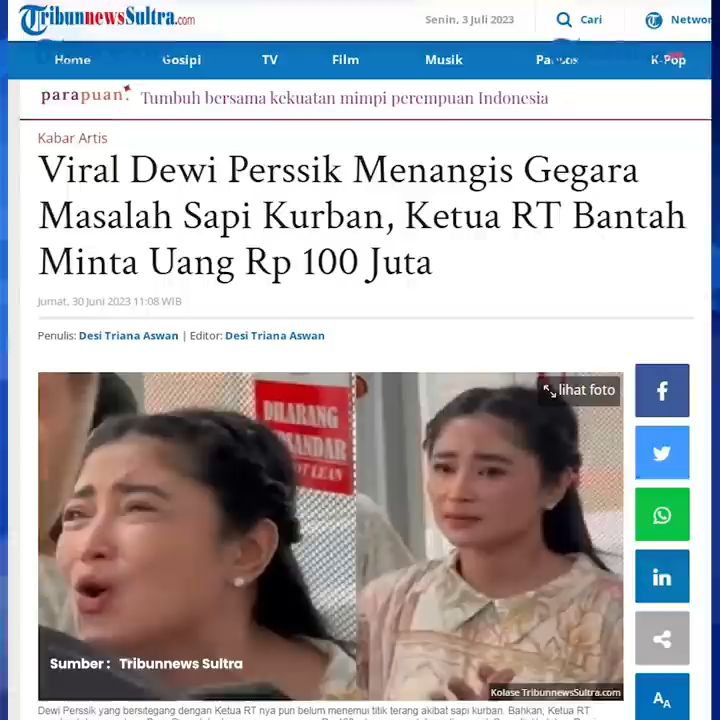 TribunnewsSultra.com
Senin, 3 Juli 2023
Cari
Networ
Home
Gosipi
TV
Film
Musik
K-Pop
parapuan. Tumbuh bersama kekuatan mimpi perempuan Indonesia
Kabar Artis
Viral Dewi Perssik Menangis Gegara
Masalah Sapi Kurban, Ketua RT Bantah
Minta Uang Rp 100 Juta
Jumat, 30 Juni 2023 11:08 WIB
Penulis: Desi Triana Aswan | Editor: Desi Triana Aswan
lihat foto
DILARANG
SANDAR
OT LEAN
Sumber : Tribunnews Sultra
Kolase TribunnewsSultra.com
Dewi Perssik yang bersitegang dengan Ketua RT nya pun belum menemui titik terang akibat sapi kurban. Bahkan, Ketua RT